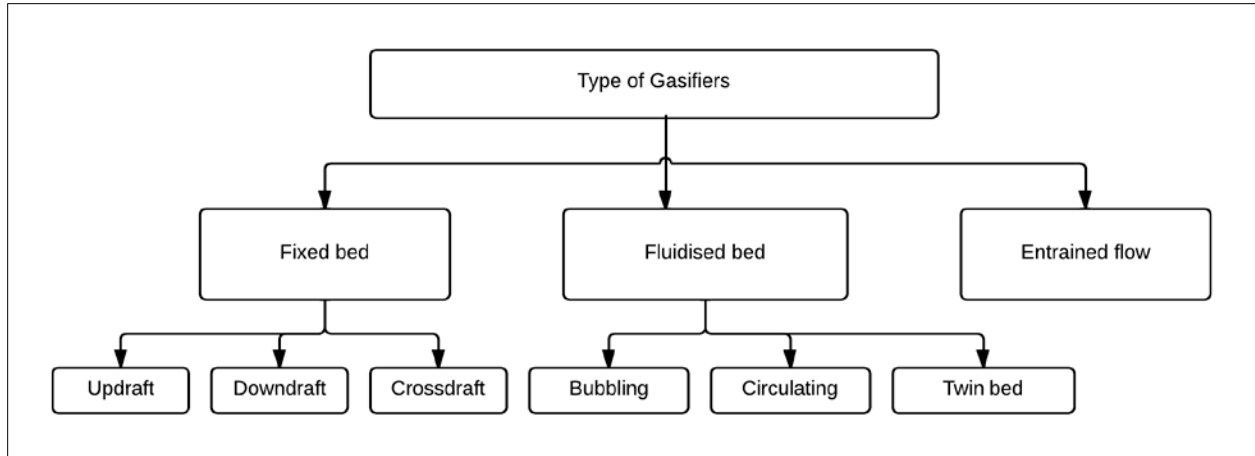 Type of Gasifiers
Fixed bed
Fluidised bed
Entrained flow
Updraft
Downdraft
Crossdraft
Bubbling
Circulating
Twin bed